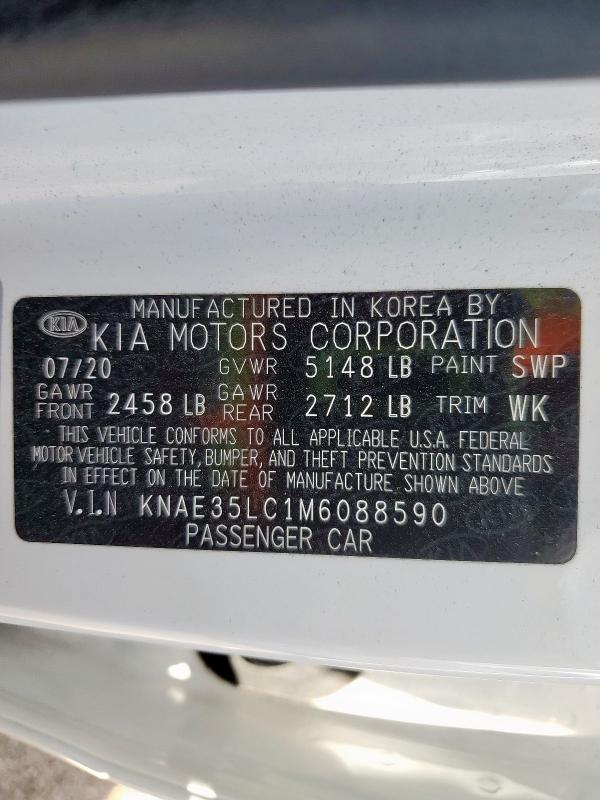 MANUFACTURED IN KOREA BY
KIA KIA MOTORS CORPORATION
07/20 GVWR 5148 LB PAINT SWP
GAWR FRONT 2458 LB GAWR REAR 2712 LB TRIM WK
THIS VEHICLE CONFORMS TO ALL APPLICABLE U.S.A. FEDERAL
MOTOR VEHICLE SAFETY, BUMPER, AND THEFT PREVENTION STANDARDS
IN EFFECT ON THE DATE OF MANUFACTURE SHOWN ABOVE
V.I.N KNAE35LC1M6088590
PASSENGER CAR